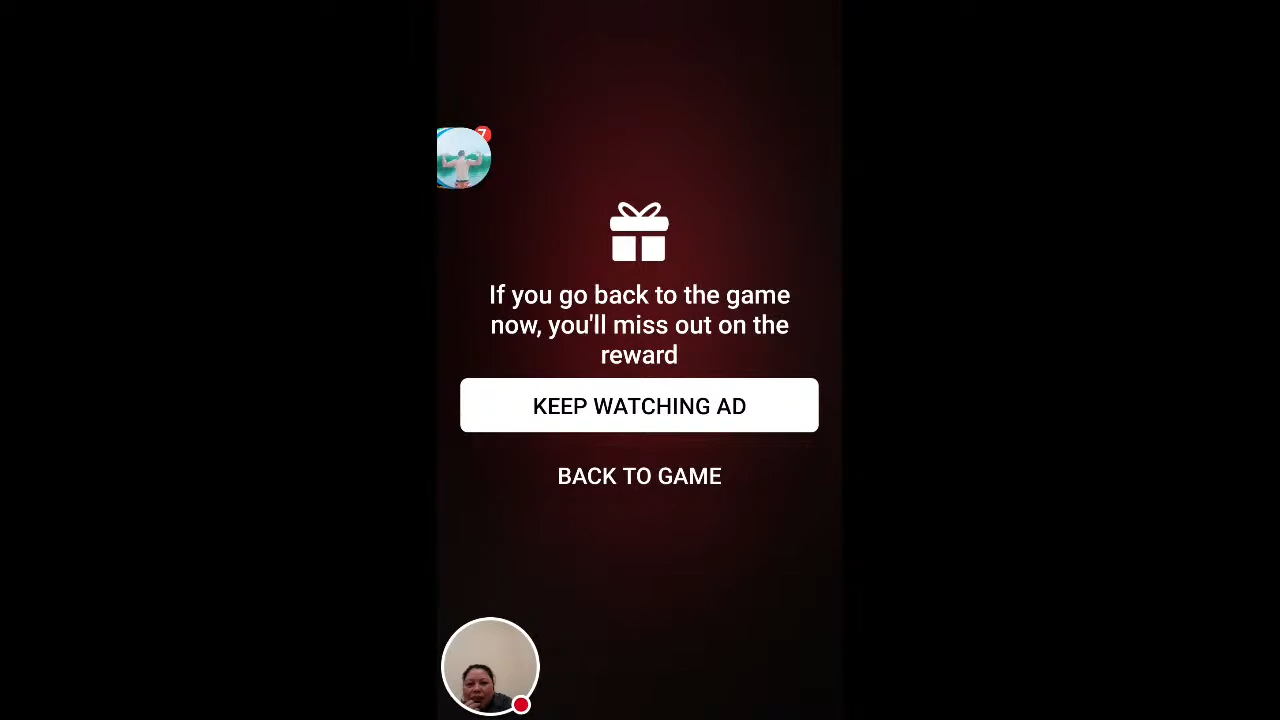 7
If you go back to the game
now, you'll miss out on the
reward
KEEP WATCHING AD
BACK TO GAME